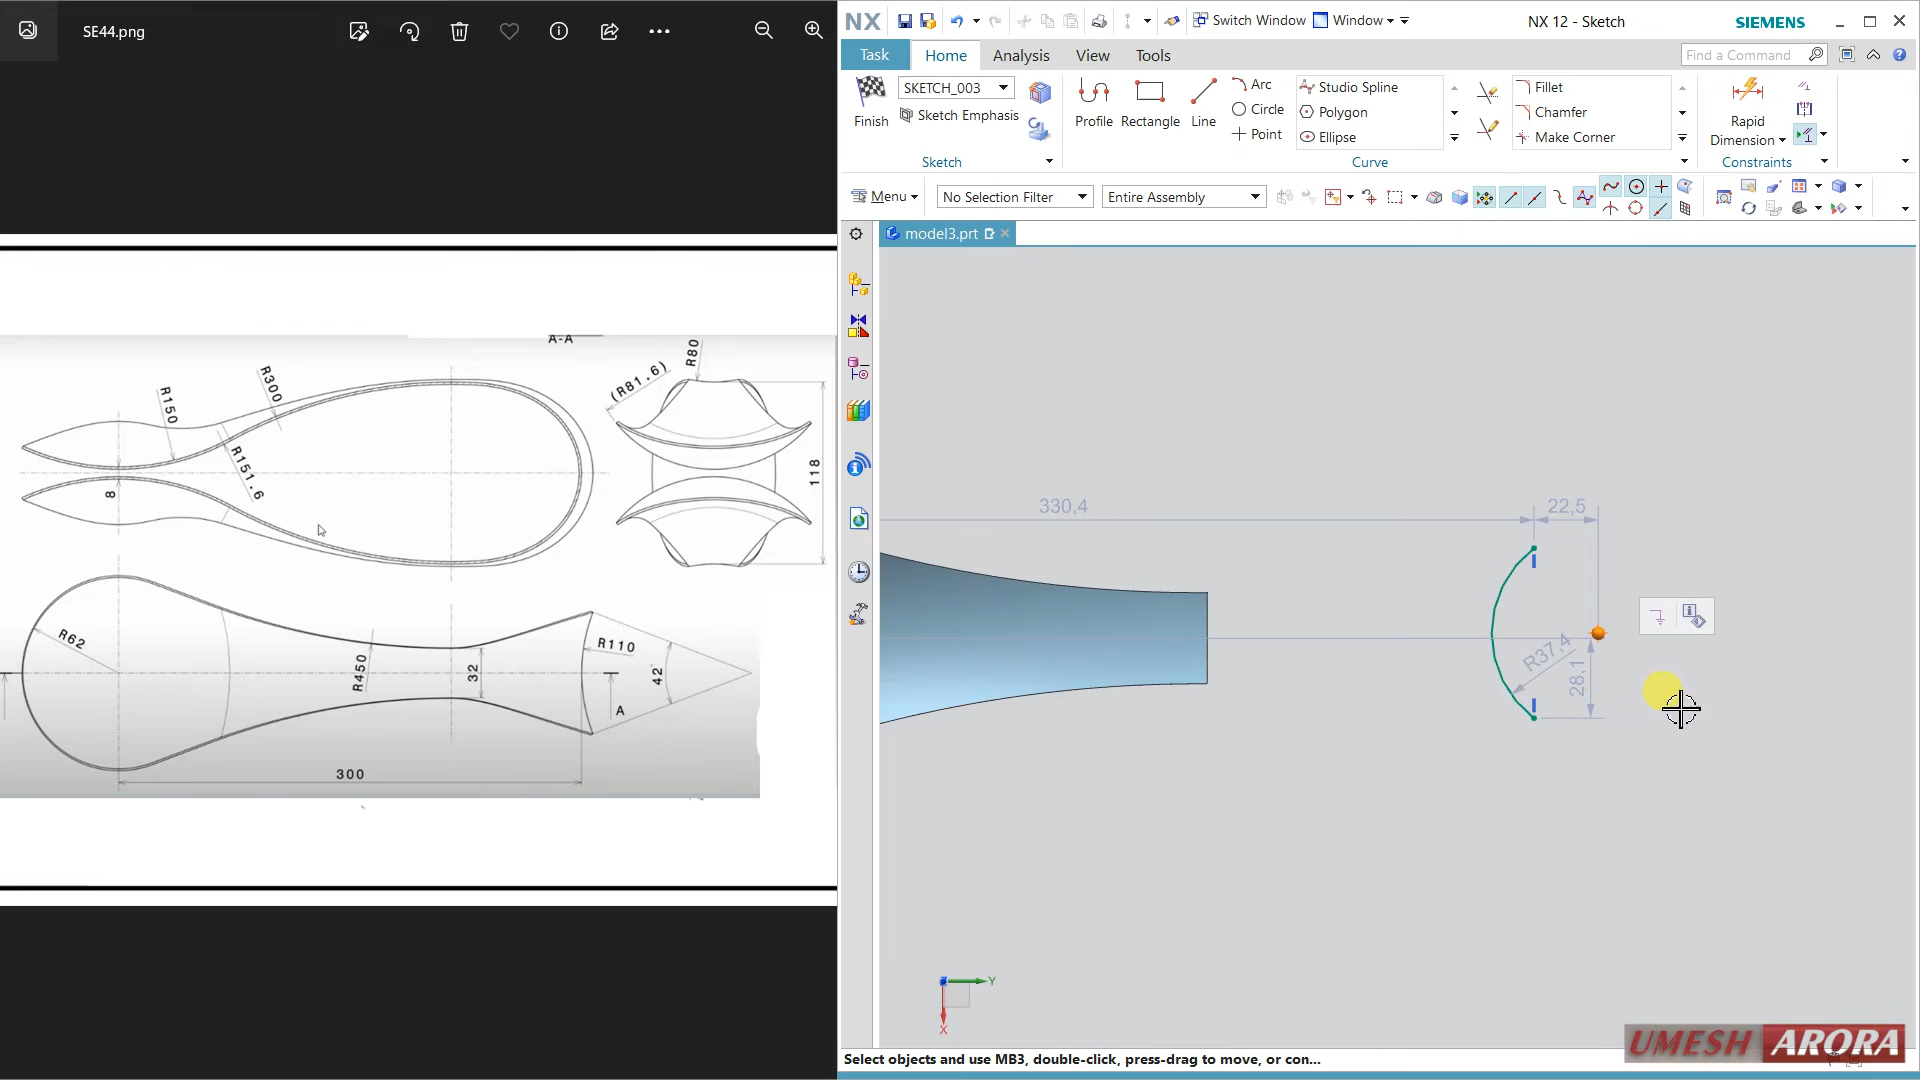 SE44.png
A-A
R80
(R81.6)
R300
R150
R151.6
8
118
R62
R450
32
R110
42°
A
300
NX
Switch Window
Window
NX 12 - Sketch
SIEMENS
Task
Home
Analysis
View
Tools
Find a Command
Finish
SKETCH_003
Sketch Emphasis
Profile
Rectangle
Line
Arc
Circle
Point
Studio Spline
Polygon
Ellipse
Fillet
Chamfer
Make Corner
Rapid
Dimension
Sketch
Curve
Constraints
Menu
No Selection Filter
Entire Assembly
model3.prt
330,4
22,5
R37,4
28,1
Y
X
Select objects and use MB3, double-click, press-drag to move, or con...
UMESH ARORA